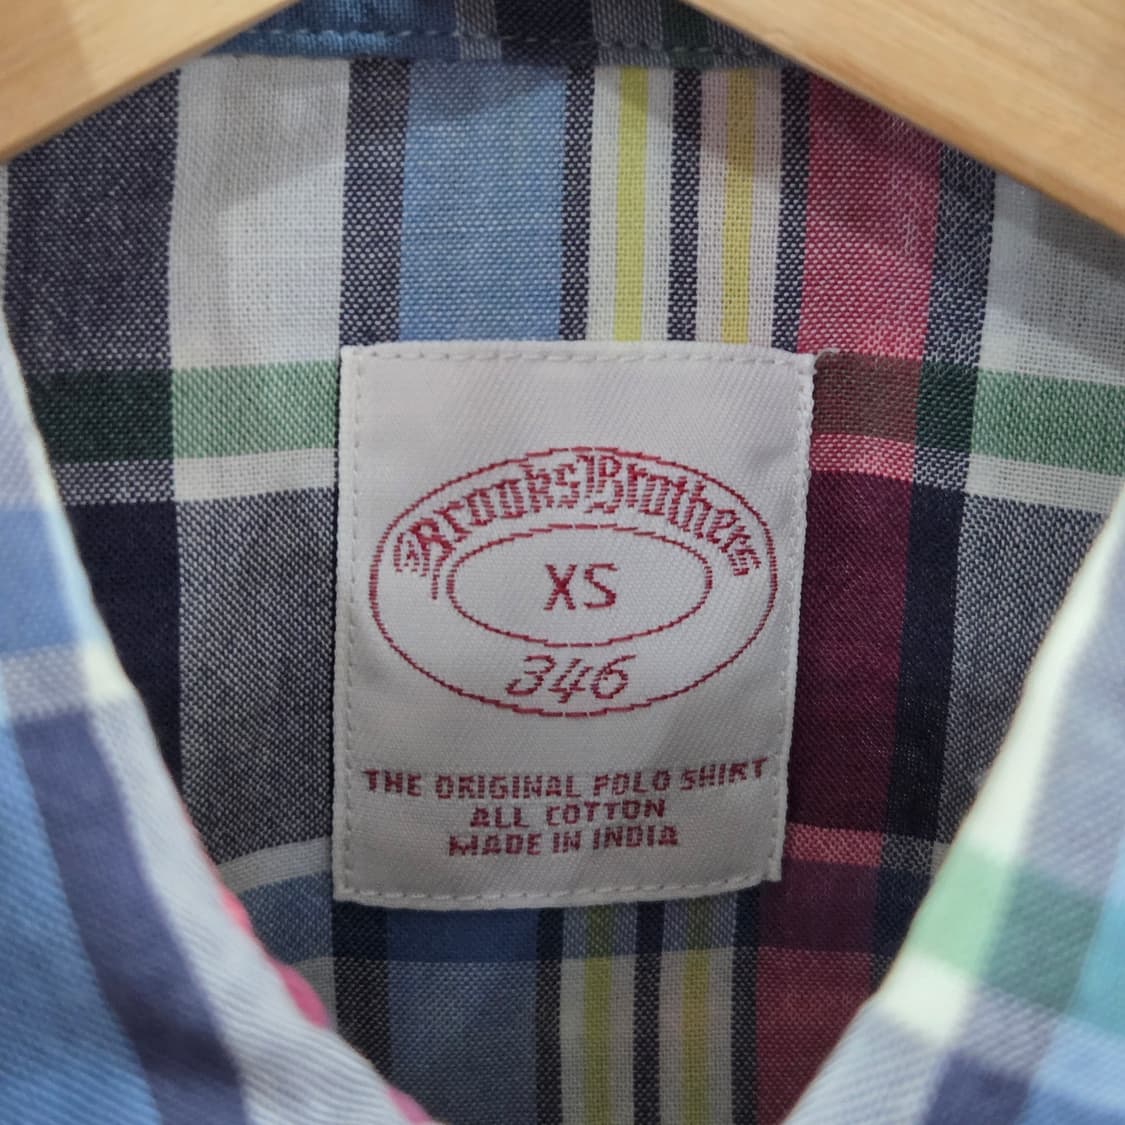 Brooks Brothers
XS
346
THE ORIGINAL POLO SHIRT
ALL COTTON
MADE IN INDIA